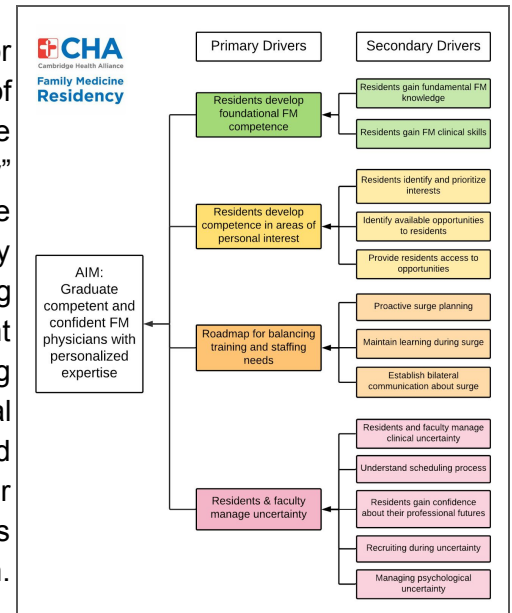 or
of
e
”
e
y
g
nt
g
al
d
r
s
.
CHA
Cambridge Health Alliance
Family Medicine
Residency
Primary Drivers
Secondary Drivers
AIM:
Graduate
competent and
confident FM
physicians with
personalized
expertise
Residents develop
foundational FM
competence
Residents gain fundamental FM
knowledge
Residents gain FM clinical skills
Residents develop
competence in areas of
personal interest
Residents identify and prioritize
interests
Identify available opportunities
to residents
Provide residents access to
opportunities
Roadmap for balancing
training and staffing
needs
Proactive surge planning
Maintain learning during surge
Establish bilateral
communication about surge
Residents & faculty
manage uncertainty
Residents and faculty manage
clinical uncertainty
Understand scheduling process
Residents gain confidence
about their professional futures
Recruiting during uncertainty
Managing psychological
uncertainty